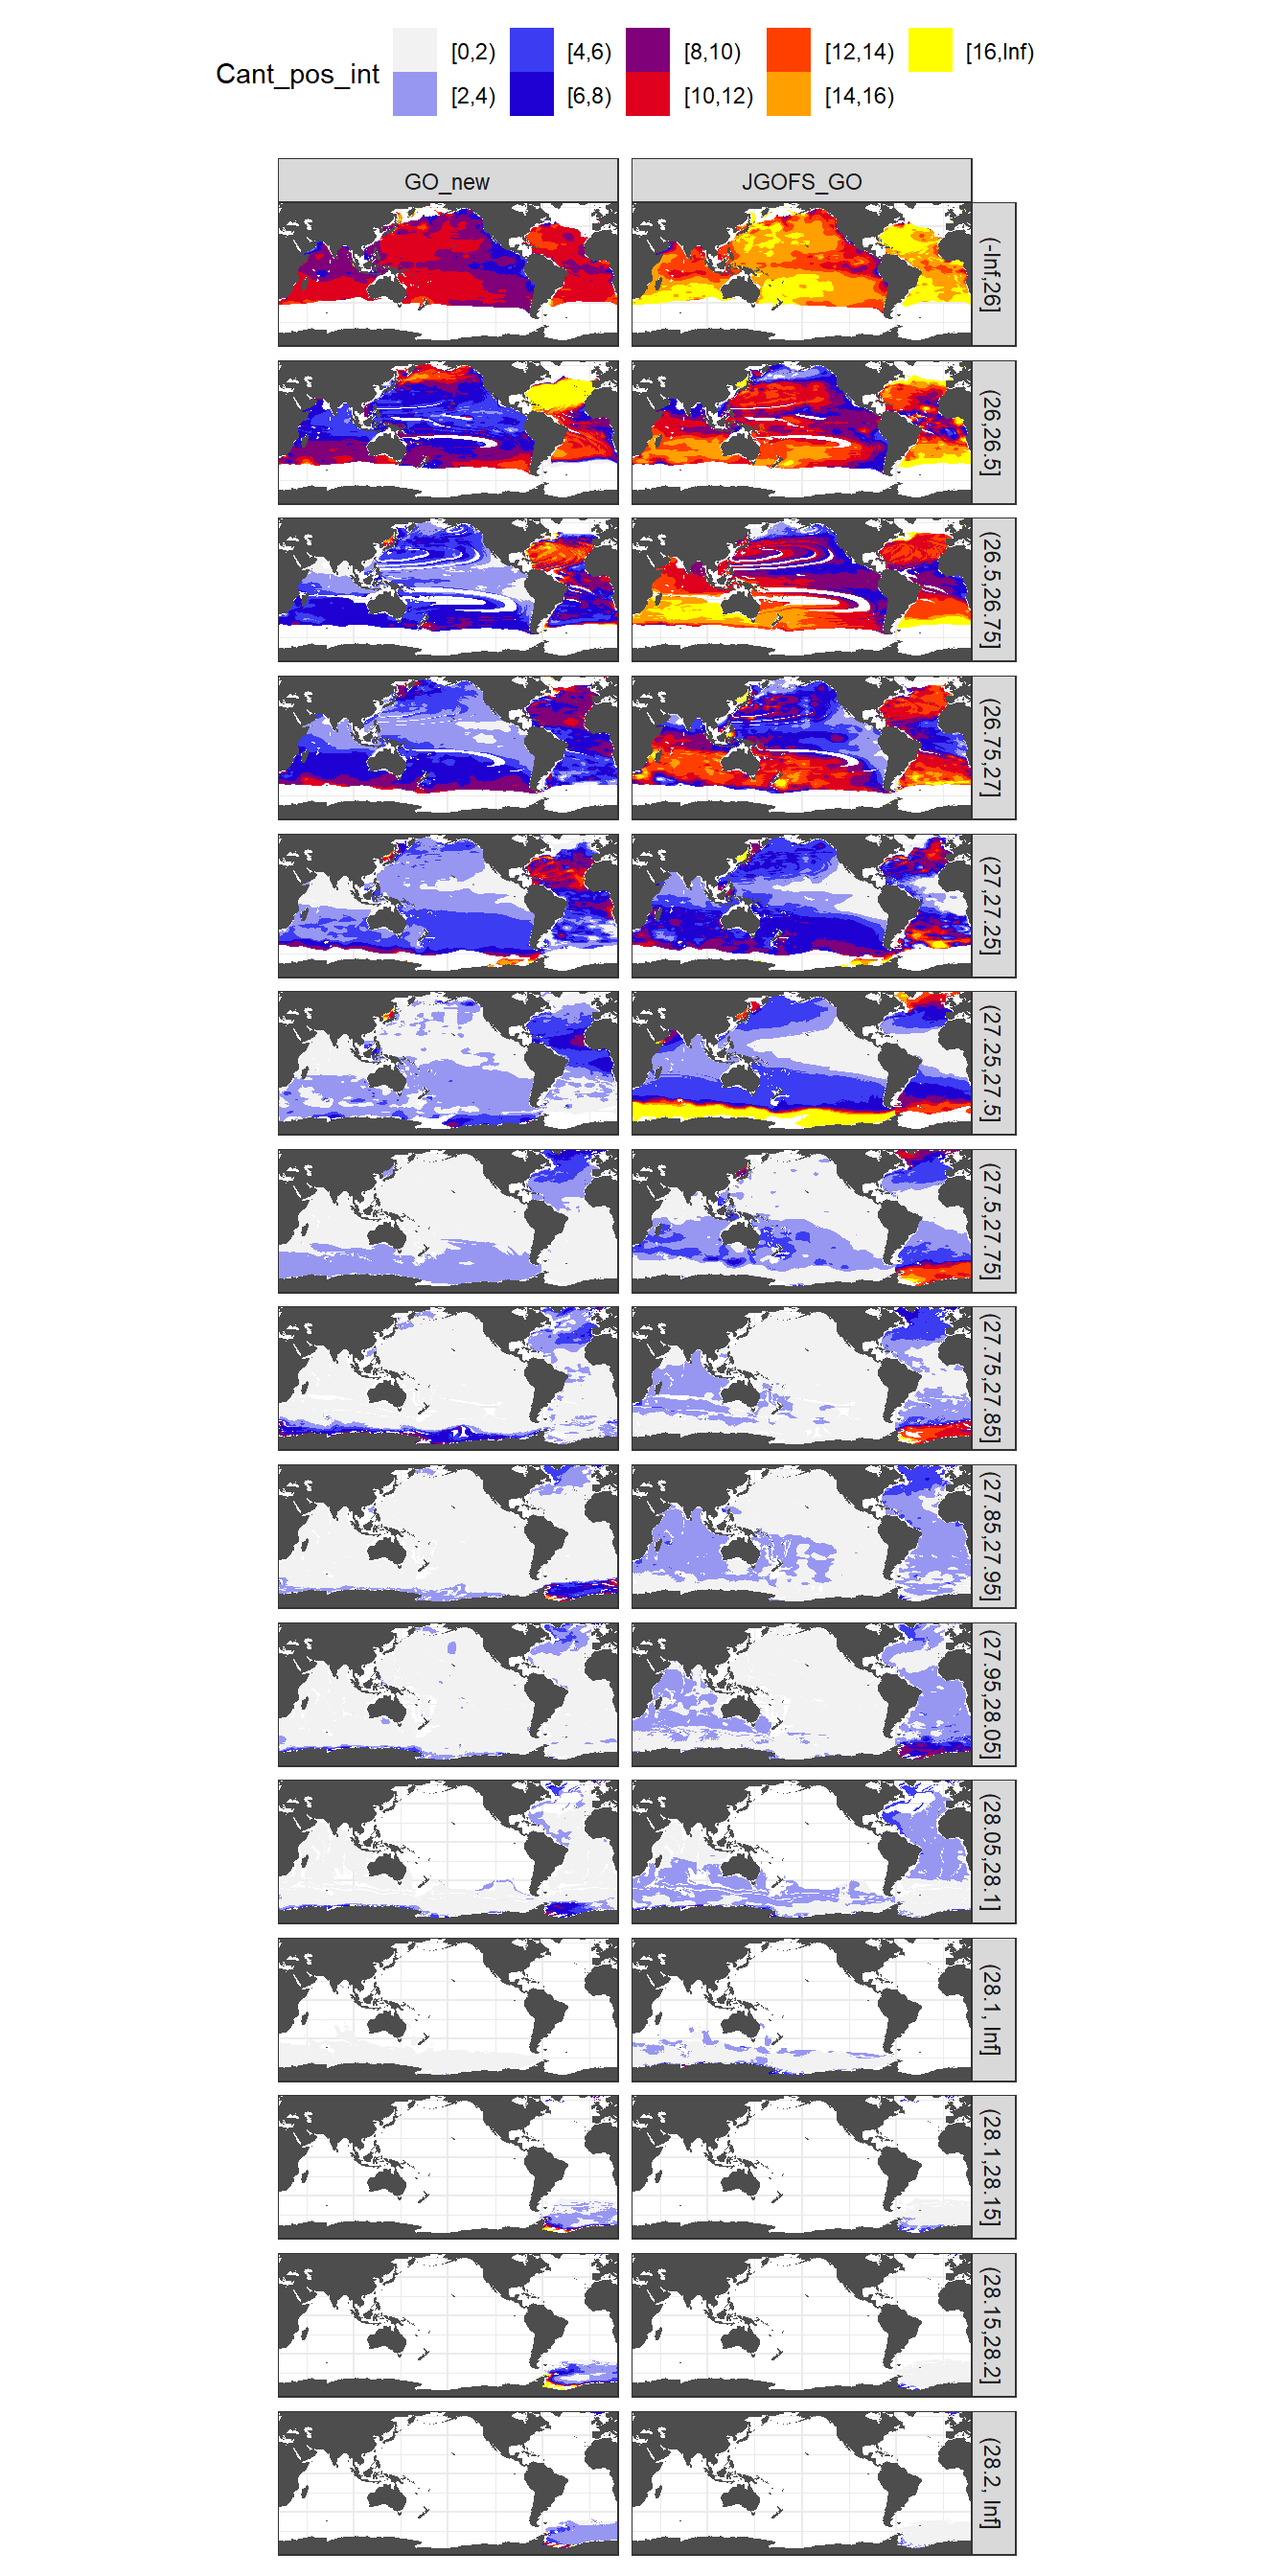 Cant_pos_int
[0,2) [4,6) [8,10) [12,14) [16,Inf)
[2,4) [6,8) [10,12) [14,16)
GO_new JGOFS_GO
(-Inf,26]
(26,26.5]
(26.5,26.75]
(26.75,27]
(27,27.25]
(27.25,27.5]
(27.5,27.75]
(27.75,27.85]
(27.85,27.95]
(27.95,28.05]
(28.05,28.1]
(28.1, Inf]
(28.1,28.15]
(28.15,28.2]
(28.2, Inf]